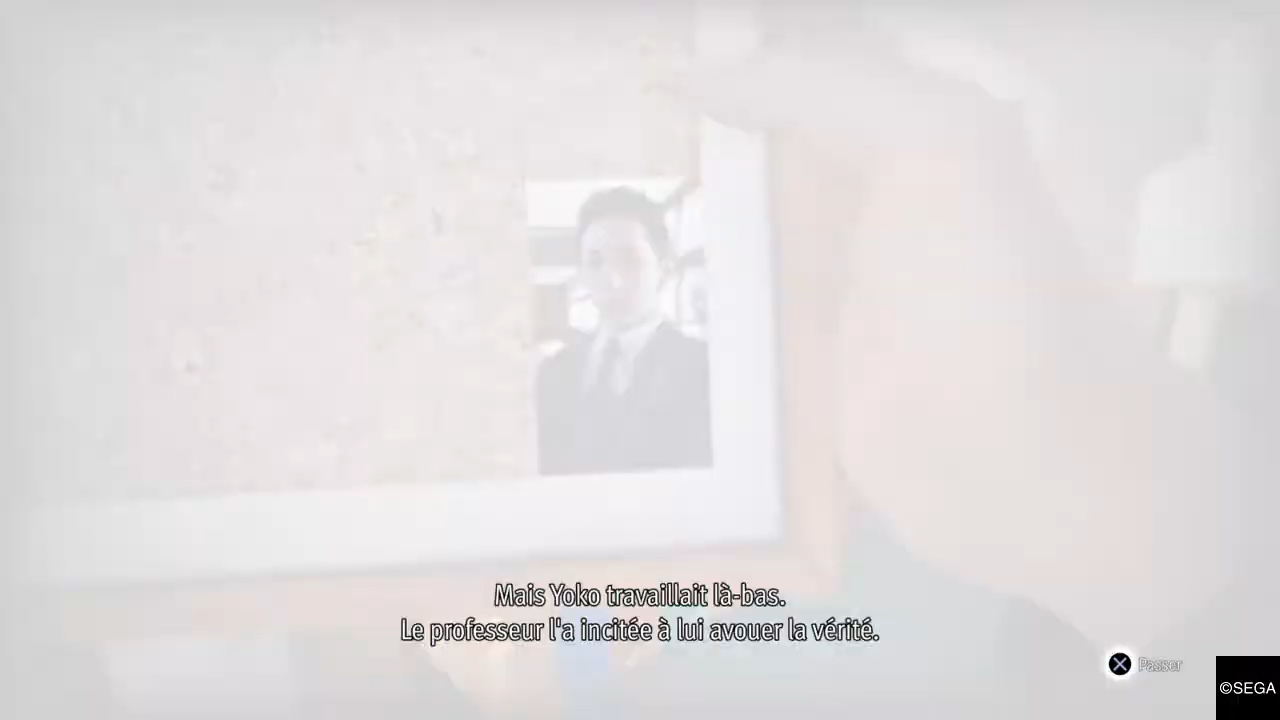 Mais Yoko travaillait là-bas.
Le professeur l'a incitée à lui avouer la vérité.
Passer
©SEGA